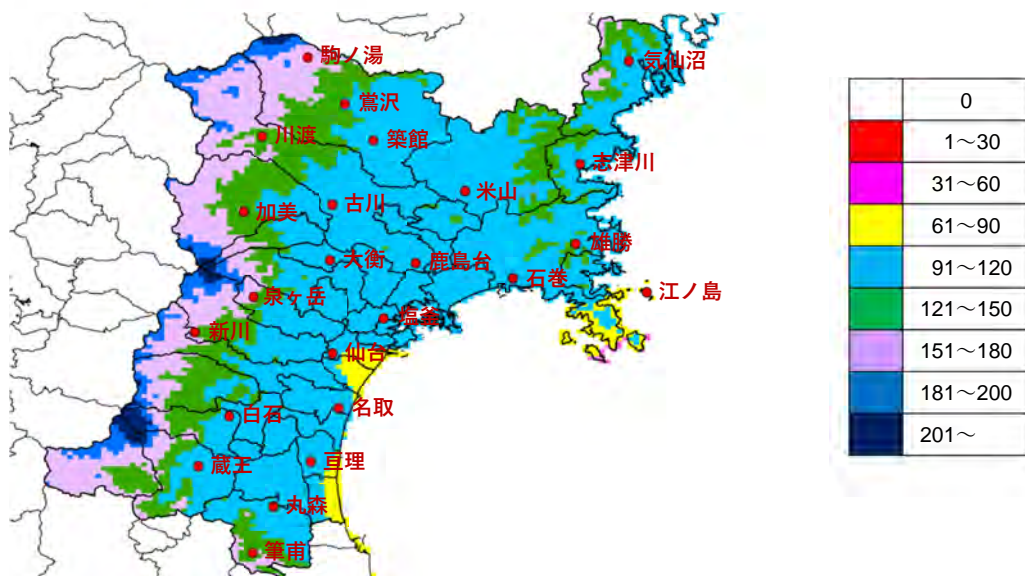 駒ノ湯
気仙沼
鶯沢
川渡
築館
志津川
米山
古川
加美
雄勝
大衡
鹿島台
石巻
江ノ島
泉ヶ岳
塩釜
新川
仙台
名取
白石
亘理
蔵王
丸森
筆甫
0
1～30
31～60
61～90
91～120
121～150
151～180
181～200
201～